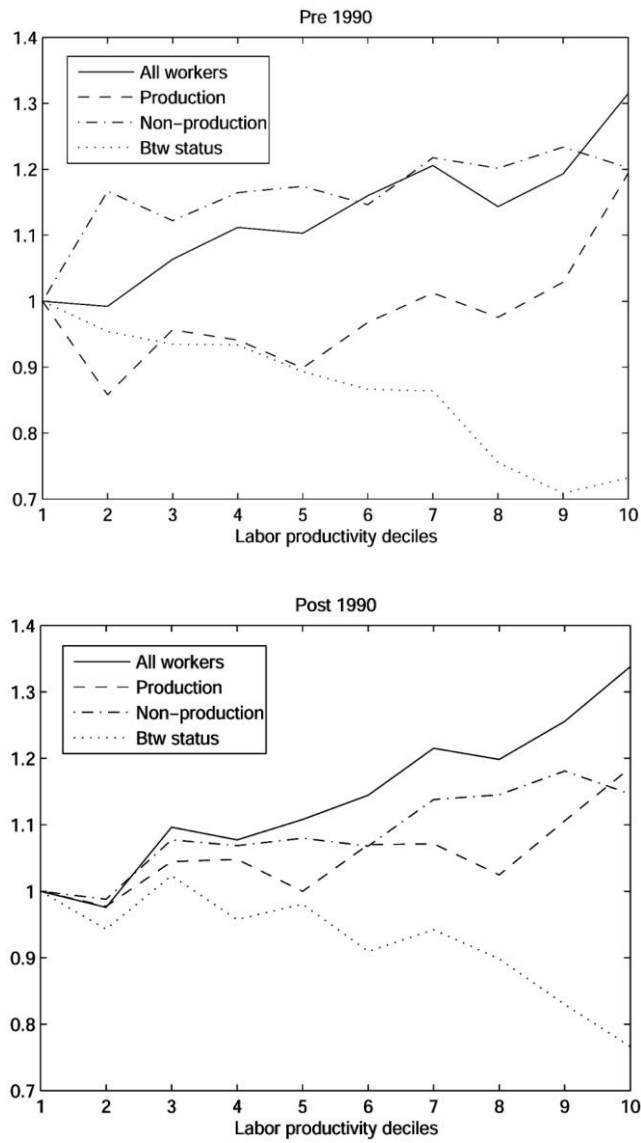 Pre 1990
1.4
1.3
1.2
1.1
1
0.9
0.8
0.7
All workers
Production
Non-production
Btw status
1 2 3 4 5 6 7 8 9 10
Labor productivity deciles
Post 1990
1.4
1.3
1.2
1.1
1
0.9
0.8
0.7
All workers
Production
Non-production
Btw status
1 2 3 4 5 6 7 8 9 10
Labor productivity deciles